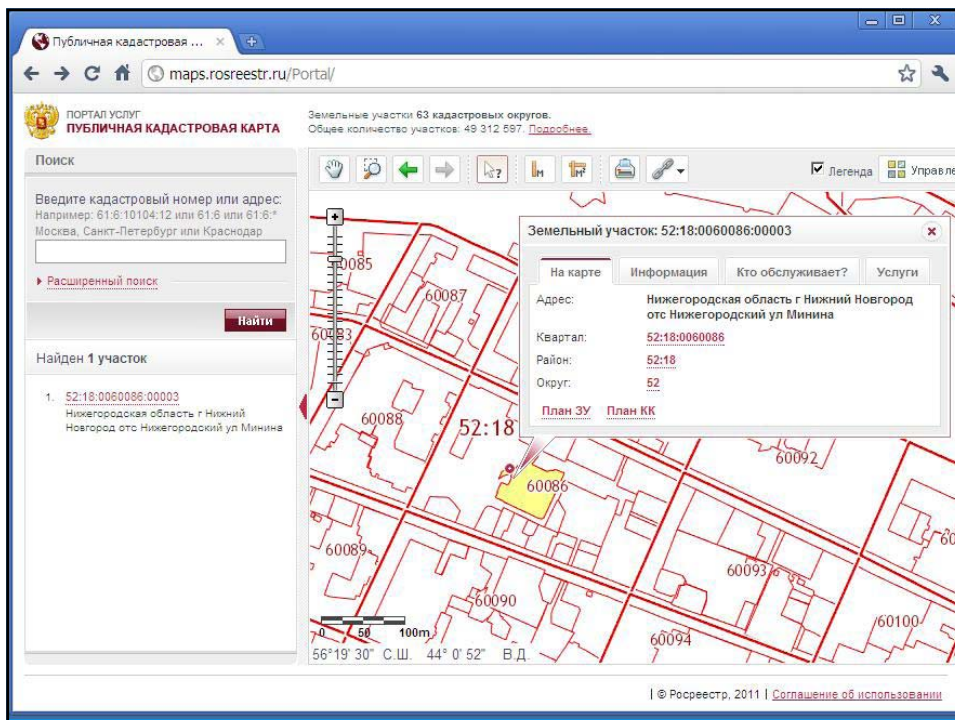 Публичная кадастровая ...
maps.rosreestr.ru/Portal/
ПОРТАЛ УСЛУГ
ПУБЛИЧНАЯ КАДАСТРОВАЯ КАРТА
Земельные участки 63 кадастровых округов.
Общее количество участков: 49 312 597. Подробнее.
Поиск
Введите кадастровый номер или адрес:
Например: 61:6:10104:12 или 61:6 или 61:6:*
Москва, Санкт-Петербург или Краснодар
Расширенный поиск
Найти
Найден 1 участок
1. 52:18:0060086:00003
Нижегородская область г Нижний
Новгород отс Нижегородский ул Минина
Легенда
Управле
Земельный участок: 52:18:0060086:00003
На карте Информация Кто обслуживает? Услуги
Адрес: Нижегородская область г Нижний Новгород
отс Нижегородский ул Минина
Квартал: 52:18:0060086
Район: 52:18
Округ: 52
План ЗУ План КК
60085
60087
60083
60088
52:18
60092
60086
60
60089
60093
60090
60100
60094
0 50 100m
56°19' 30" С.Ш. 44° 0' 52" В.Д.
| © Росреестр, 2011 | Соглашение об использовании